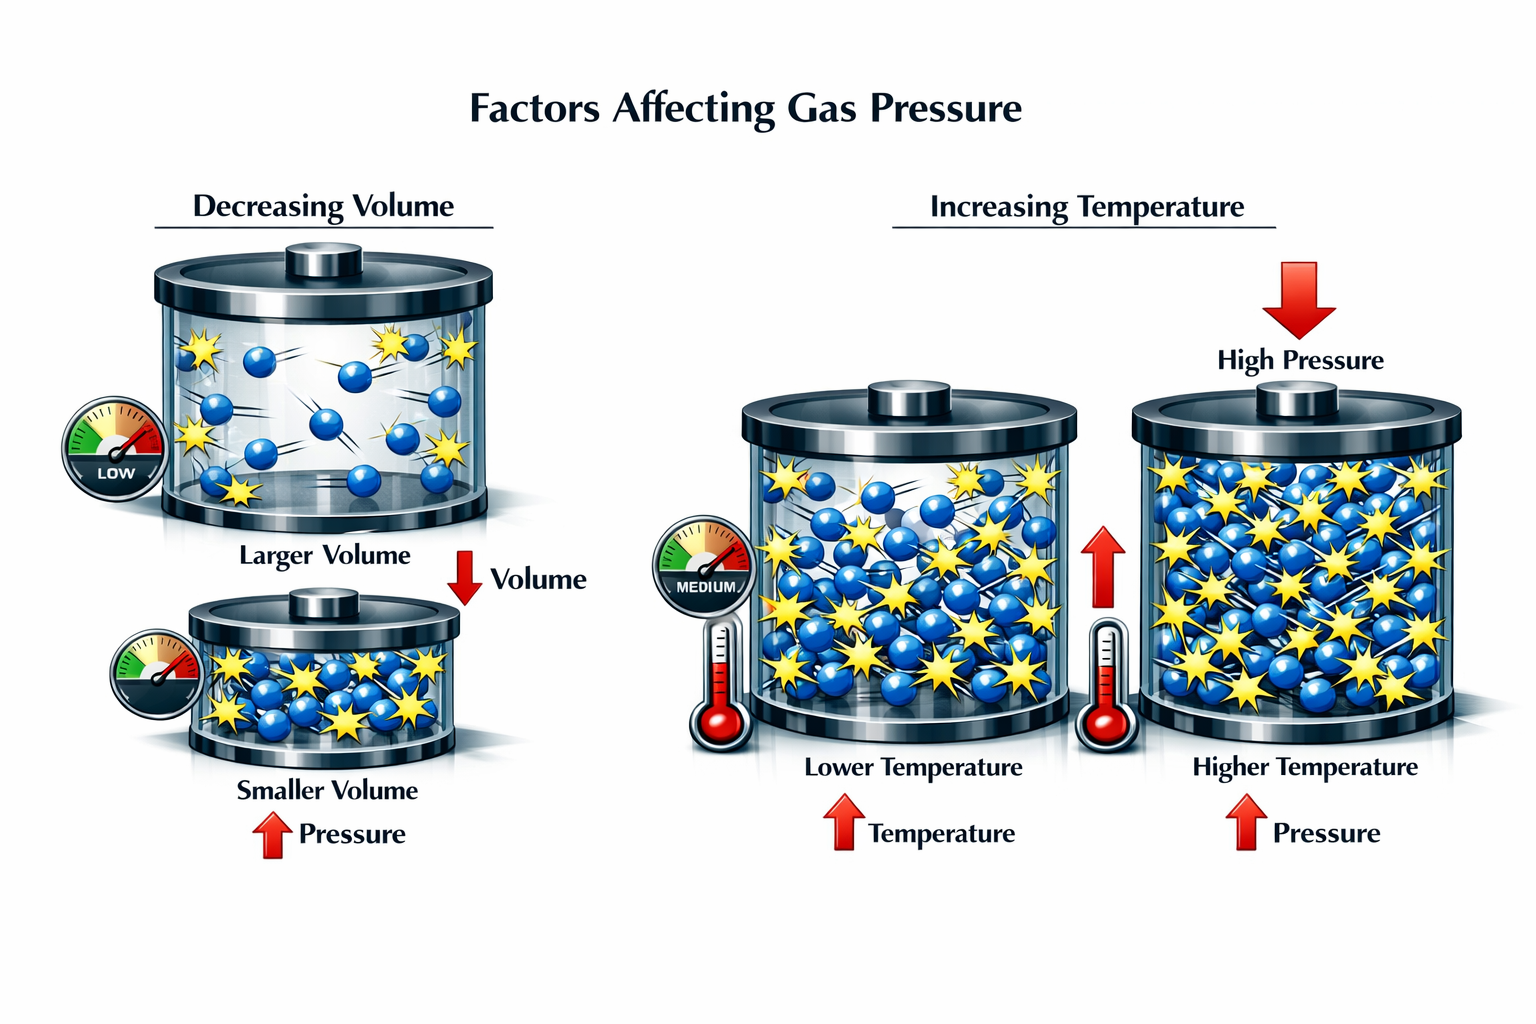 Factors Affecting Gas Pressure
Decreasing Volume
LOW
Larger Volume
Volume
Smaller Volume
Pressure
Increasing Temperature
High Pressure
MEDIUM
Lower Temperature
Temperature
Higher Temperature
Pressure